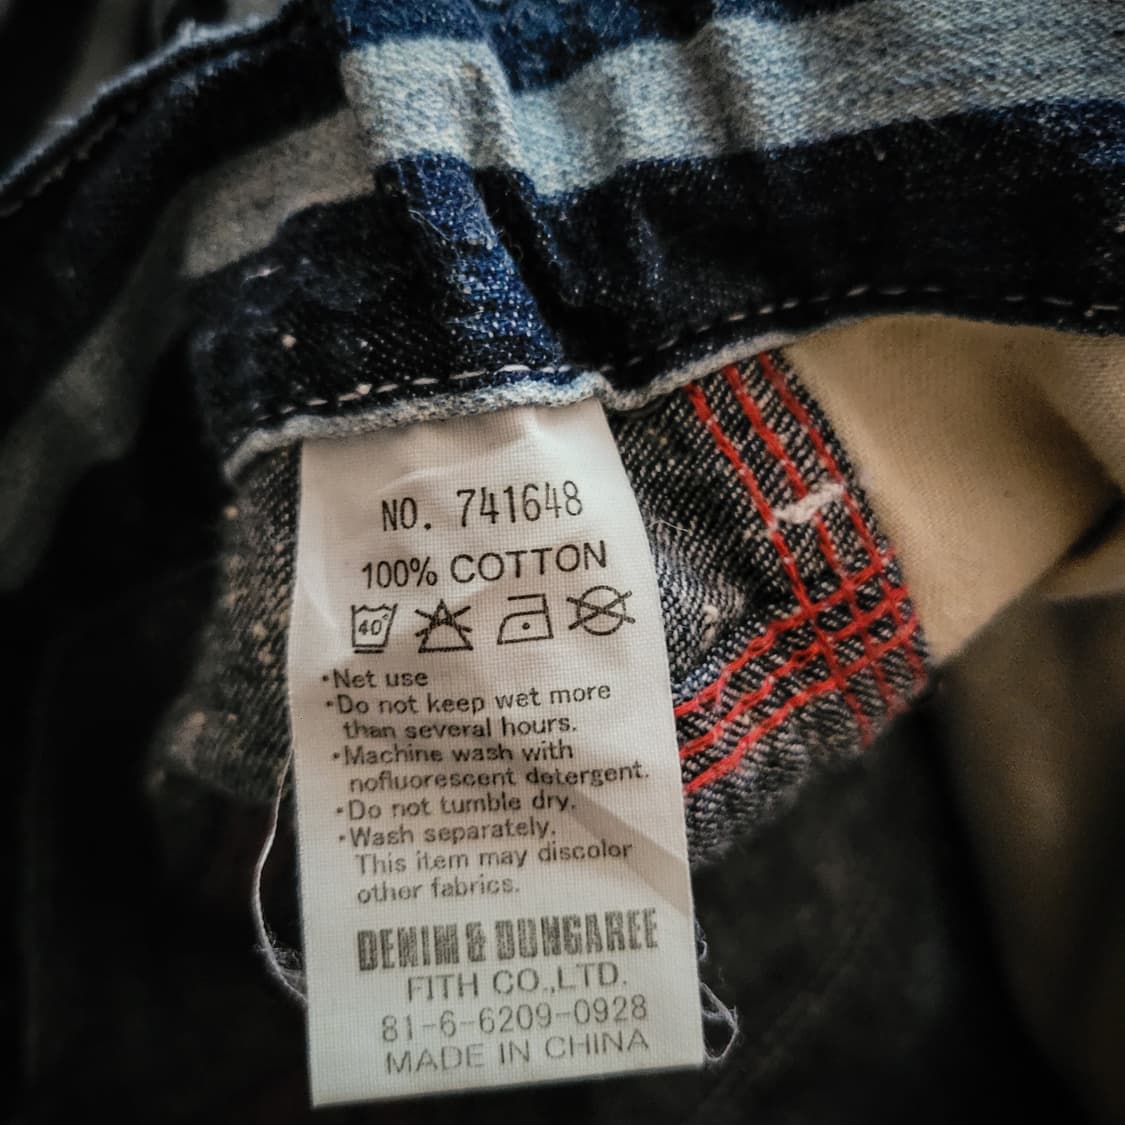 NO. 741648
100% COTTON
40°
•Net use
•Do not keep wet more
than several hours.
•Machine wash with
nofluorescent detergent.
•Do not tumble dry.
•Wash separately.
This item may discolor
other fabrics.
DENIM & DUNGAREE
FITH CO.,LTD.
81-6-6209-0928
MADE IN CHINA